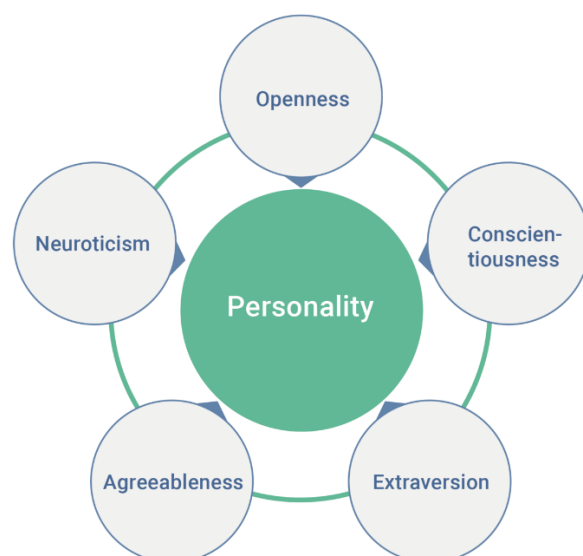 Openness
Conscien-
tiousness
Extraversion
Agreeableness
Neuroticism
Personality